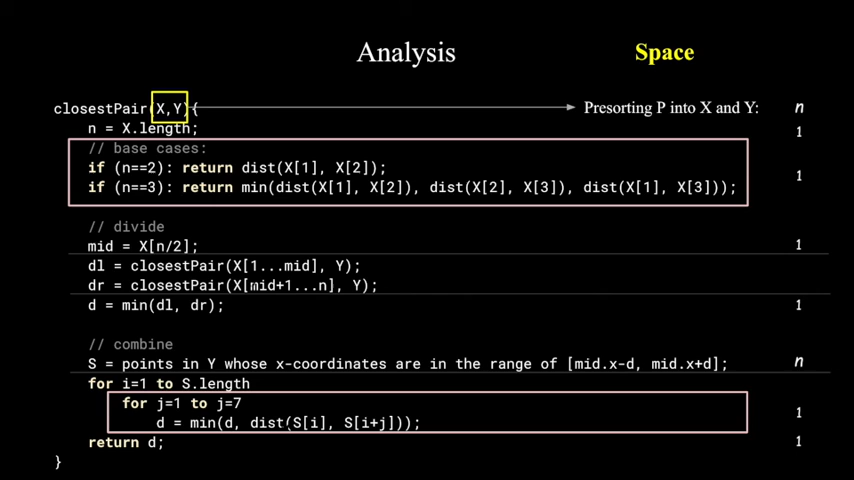 Analysis
Space
closestPair(X,Y){
Presorting P into X and Y:
n
n = X.length;
1
// base cases:
if (n==2): return dist(X[1], X[2]);
1
if (n==3): return min(dist(X[1], X[2]), dist(X[2], X[3]), dist(X[1], X[3]));
// divide
mid = X[n/2];
1
dl = closestPair(X[1...mid], Y);
dr = closestPair(X[mid+1...n], Y);
d = min(dl, dr);
1
// combine
S = points in Y whose x-coordinates are in the range of [mid.x-d, mid.x+d];
n
for i=1 to S.length
for j=1 to j=7
1
d = min(d, dist(S[i], S[i+j]));
return d;
1
}